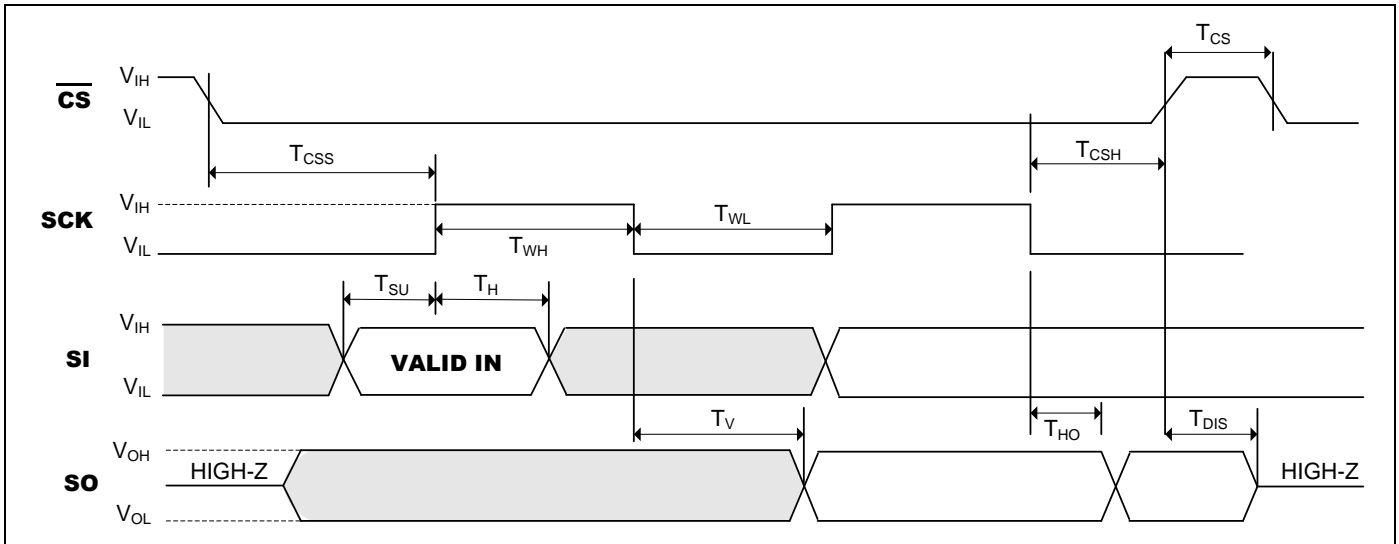 T_CS
V_IH
CS
V_IL
T_CSS
T_CSH
V_IH
SCK
T_WL
V_IL
T_WH
T_SU
T_H
V_IH
SI
VALID IN
V_IL
T_V
T_HO
T_DIS
V_OH
HIGH-Z
SO
HIGH-Z
V_OL